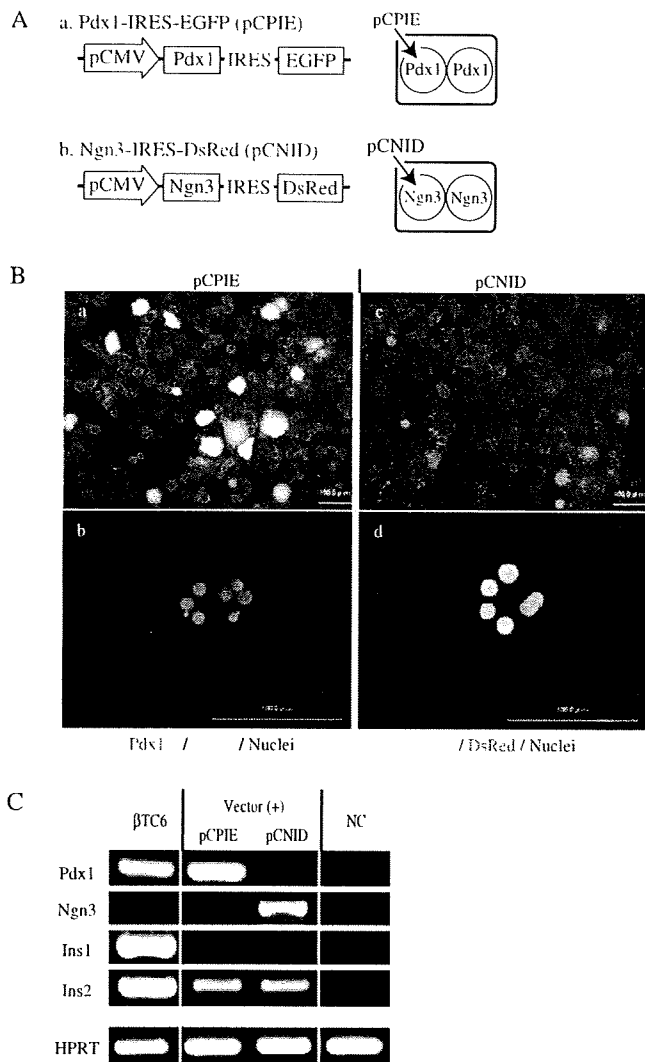 A
a. Pdx1-IRES-EGFP (pCPIE)
pCMV Pdx1 IRES EGFP
pCPIE
Pdx1 Pdx1
b. Ngn3-IRES-DsRed (pCNID)
pCMV Ngn3 IRES DsRed
pCNID
Ngn3 Ngn3
B
pCPIE pCNID
a c
b d
Pdx1 / / Nuclei
/ DsRed / Nuclei
C
βTC6 Vector (+) NC
pCPIE pCNID
Pdx1
Ngn3
Ins1
Ins2
HPRT